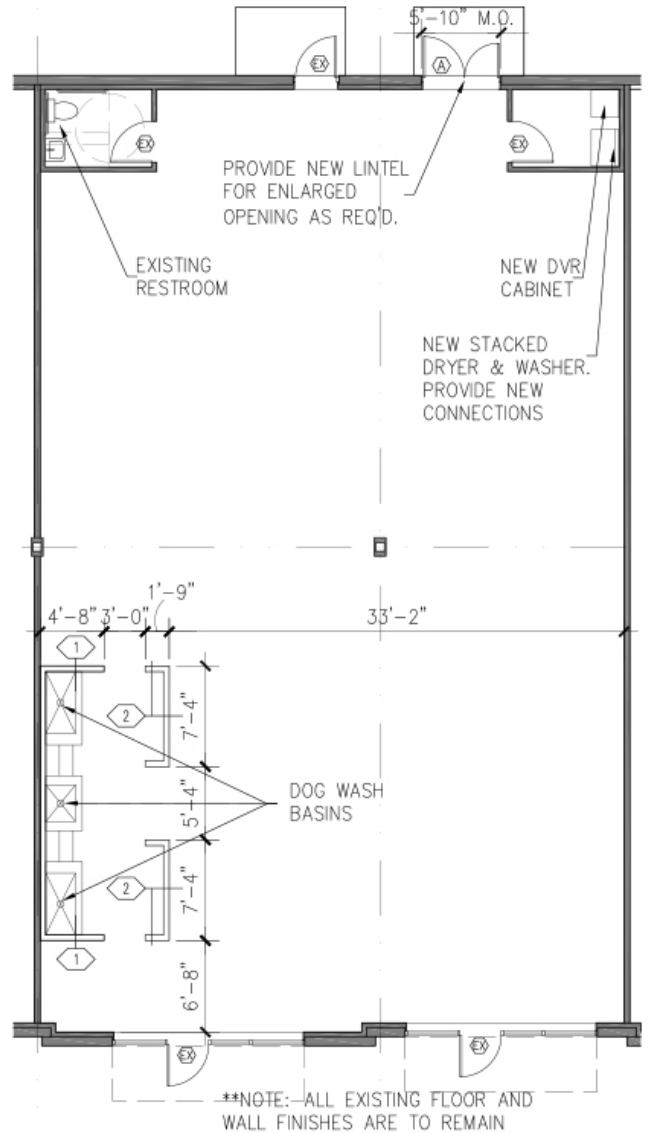 5'-10" M.O.
EX
A
EX
EX
PROVIDE NEW LINTEL
FOR ENLARGED
OPENING AS REQ'D.
EXISTING
RESTROOM
NEW DVR
CABINET
NEW STACKED
DRYER & WASHER.
PROVIDE NEW
CONNECTIONS
1'-9"
4'-8"
3'-0"
33'-2"
1
2
7'-4"
5'-4"
DOG WASH
BASINS
2
7'-4"
1
6'-8"
EX
EX
**NOTE: ALL EXISTING FLOOR AND
WALL FINISHES ARE TO REMAIN